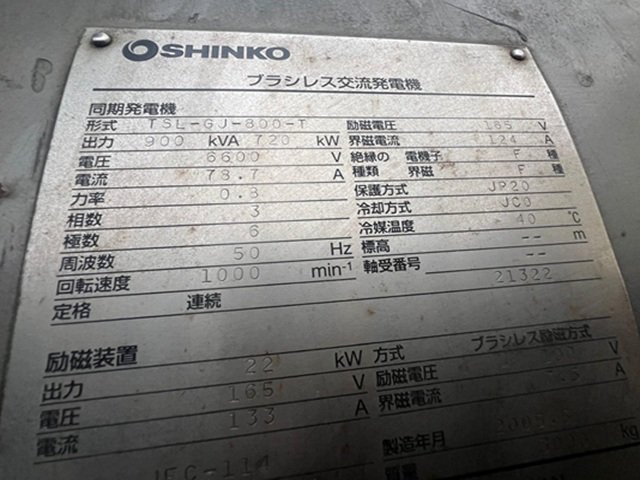 SHINKO
ブラシレス交流発電機
同期発電機
形式 TSL-GJ-800-T 励磁電圧 165 V
出力 900 kVA 720 kW 界磁電流 124 A
電圧 6600 V 絶縁の 電機子 F 種
電流 78.7 A 種類 界磁 F 種
力率 0.8 保護方式 JP20
相数 3 冷却方式 JC0
極数 6 冷媒温度 40 ℃
周波数 50 Hz 標高 -- m
回転速度 1000 min-1 軸受番号 --
定格 連続 21322
励磁装置
出力 22 kW 方式 ブラシレス励磁方式
電圧 165 V 励磁電圧 V
電流 133 A 界磁電流 A
JEC-114 製造年月
質量 kg